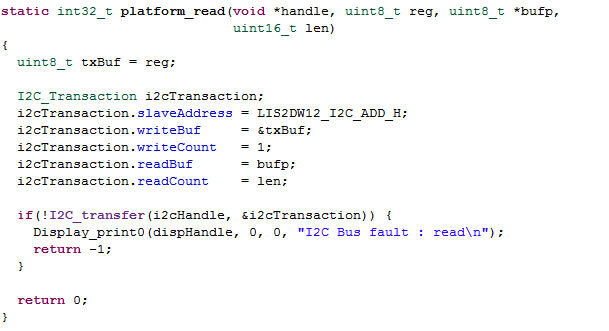 static int32_t platform_read(void *handle, uint8_t reg, uint8_t *bufp,
                             uint16_t len)
{
  uint8_t txBuf = reg;

  I2C_Transaction i2cTransaction;
  i2cTransaction.slaveAddress = LIS2DW12_I2C_ADD_H;
  i2cTransaction.writeBuf     = &txBuf;
  i2cTransaction.writeCount   = 1;
  i2cTransaction.readBuf      = bufp;
  i2cTransaction.readCount    = len;

  if(!I2C_transfer(i2cHandle, &i2cTransaction)) {
    Display_print0(dispHandle, 0, 0, "I2C Bus fault : read\n");
    return -1;
  }

  return 0;
}